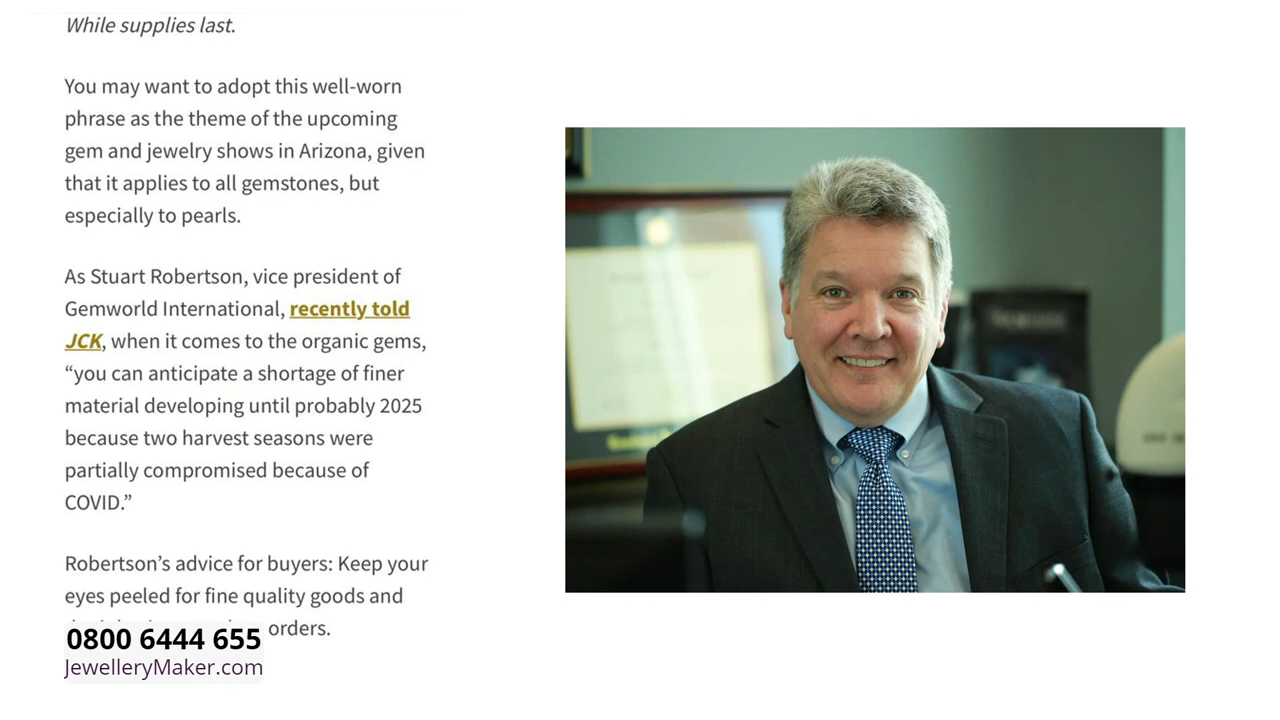 While supplies last.
You may want to adopt this well-worn
phrase as the theme of the upcoming
gem and jewelry shows in Arizona, given
that it applies to all gemstones, but
especially to pearls.
As Stuart Robertson, vice president of
Gemworld International, recently told
JCK, when it comes to the organic gems,
“you can anticipate a shortage of finer
material developing until probably 2025
because two harvest seasons were
partially compromised because of
COVID.”
Robertson’s advice for buyers: Keep your
eyes peeled for fine quality goods and
orders.
0800 6444 655
JewelleryMaker.com